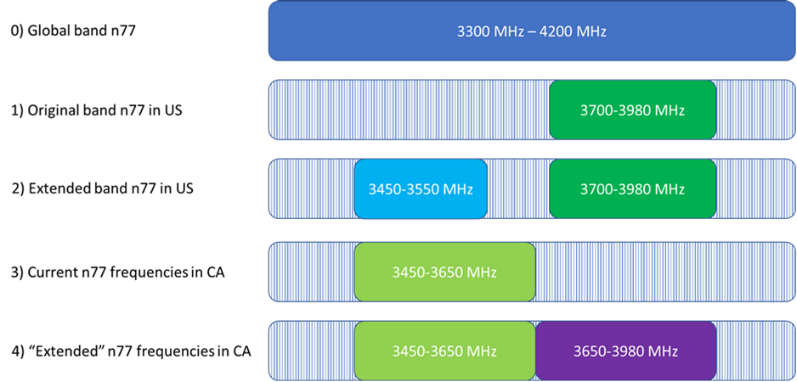 0) Global band n77
3300 MHz – 4200 MHz
1) Original band n77 in US
3700-3980 MHz
2) Extended band n77 in US
3450-3550 MHz
3700-3980 MHz
3) Current n77 frequencies in CA
3450-3650 MHz
4) “Extended” n77 frequencies in CA
3450-3650 MHz
3650-3980 MHz